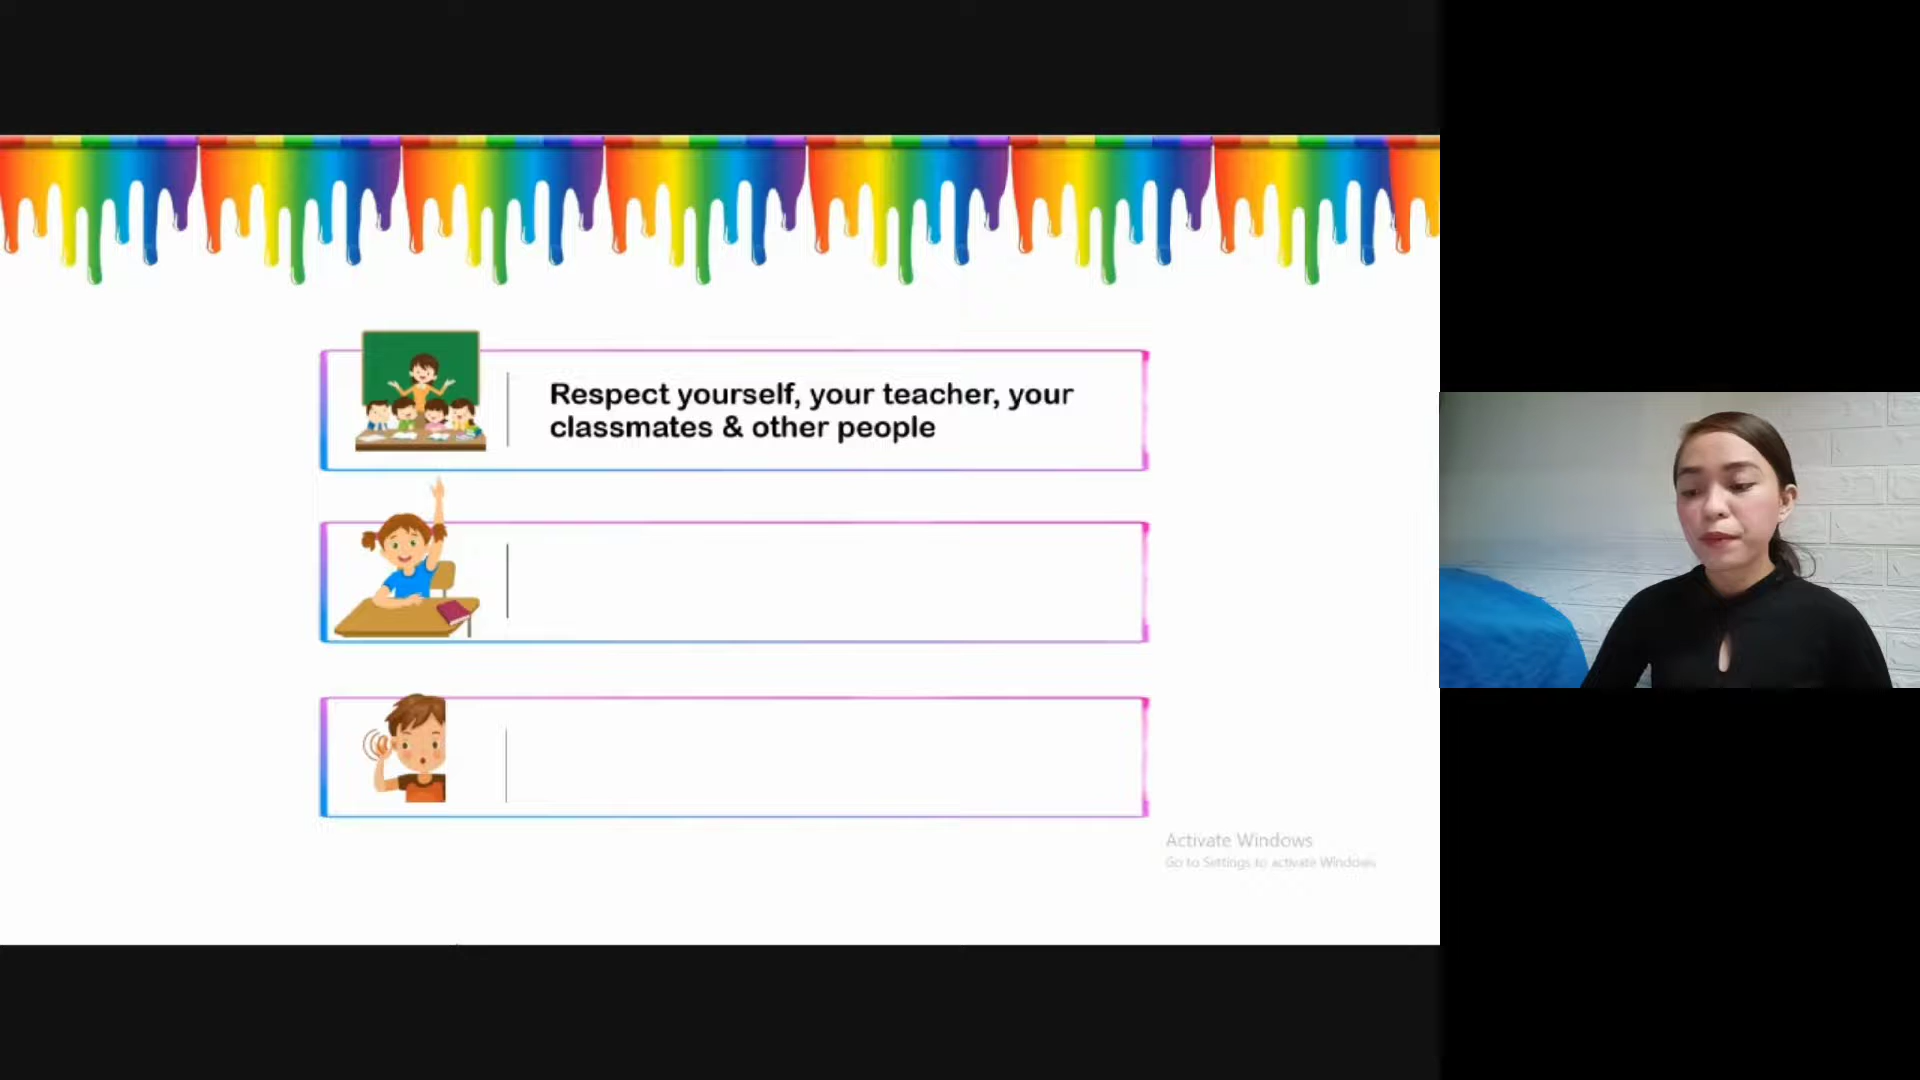 Respect yourself, your teacher, your
classmates & other people
Activate Windows
Go to Settings to activate Windows